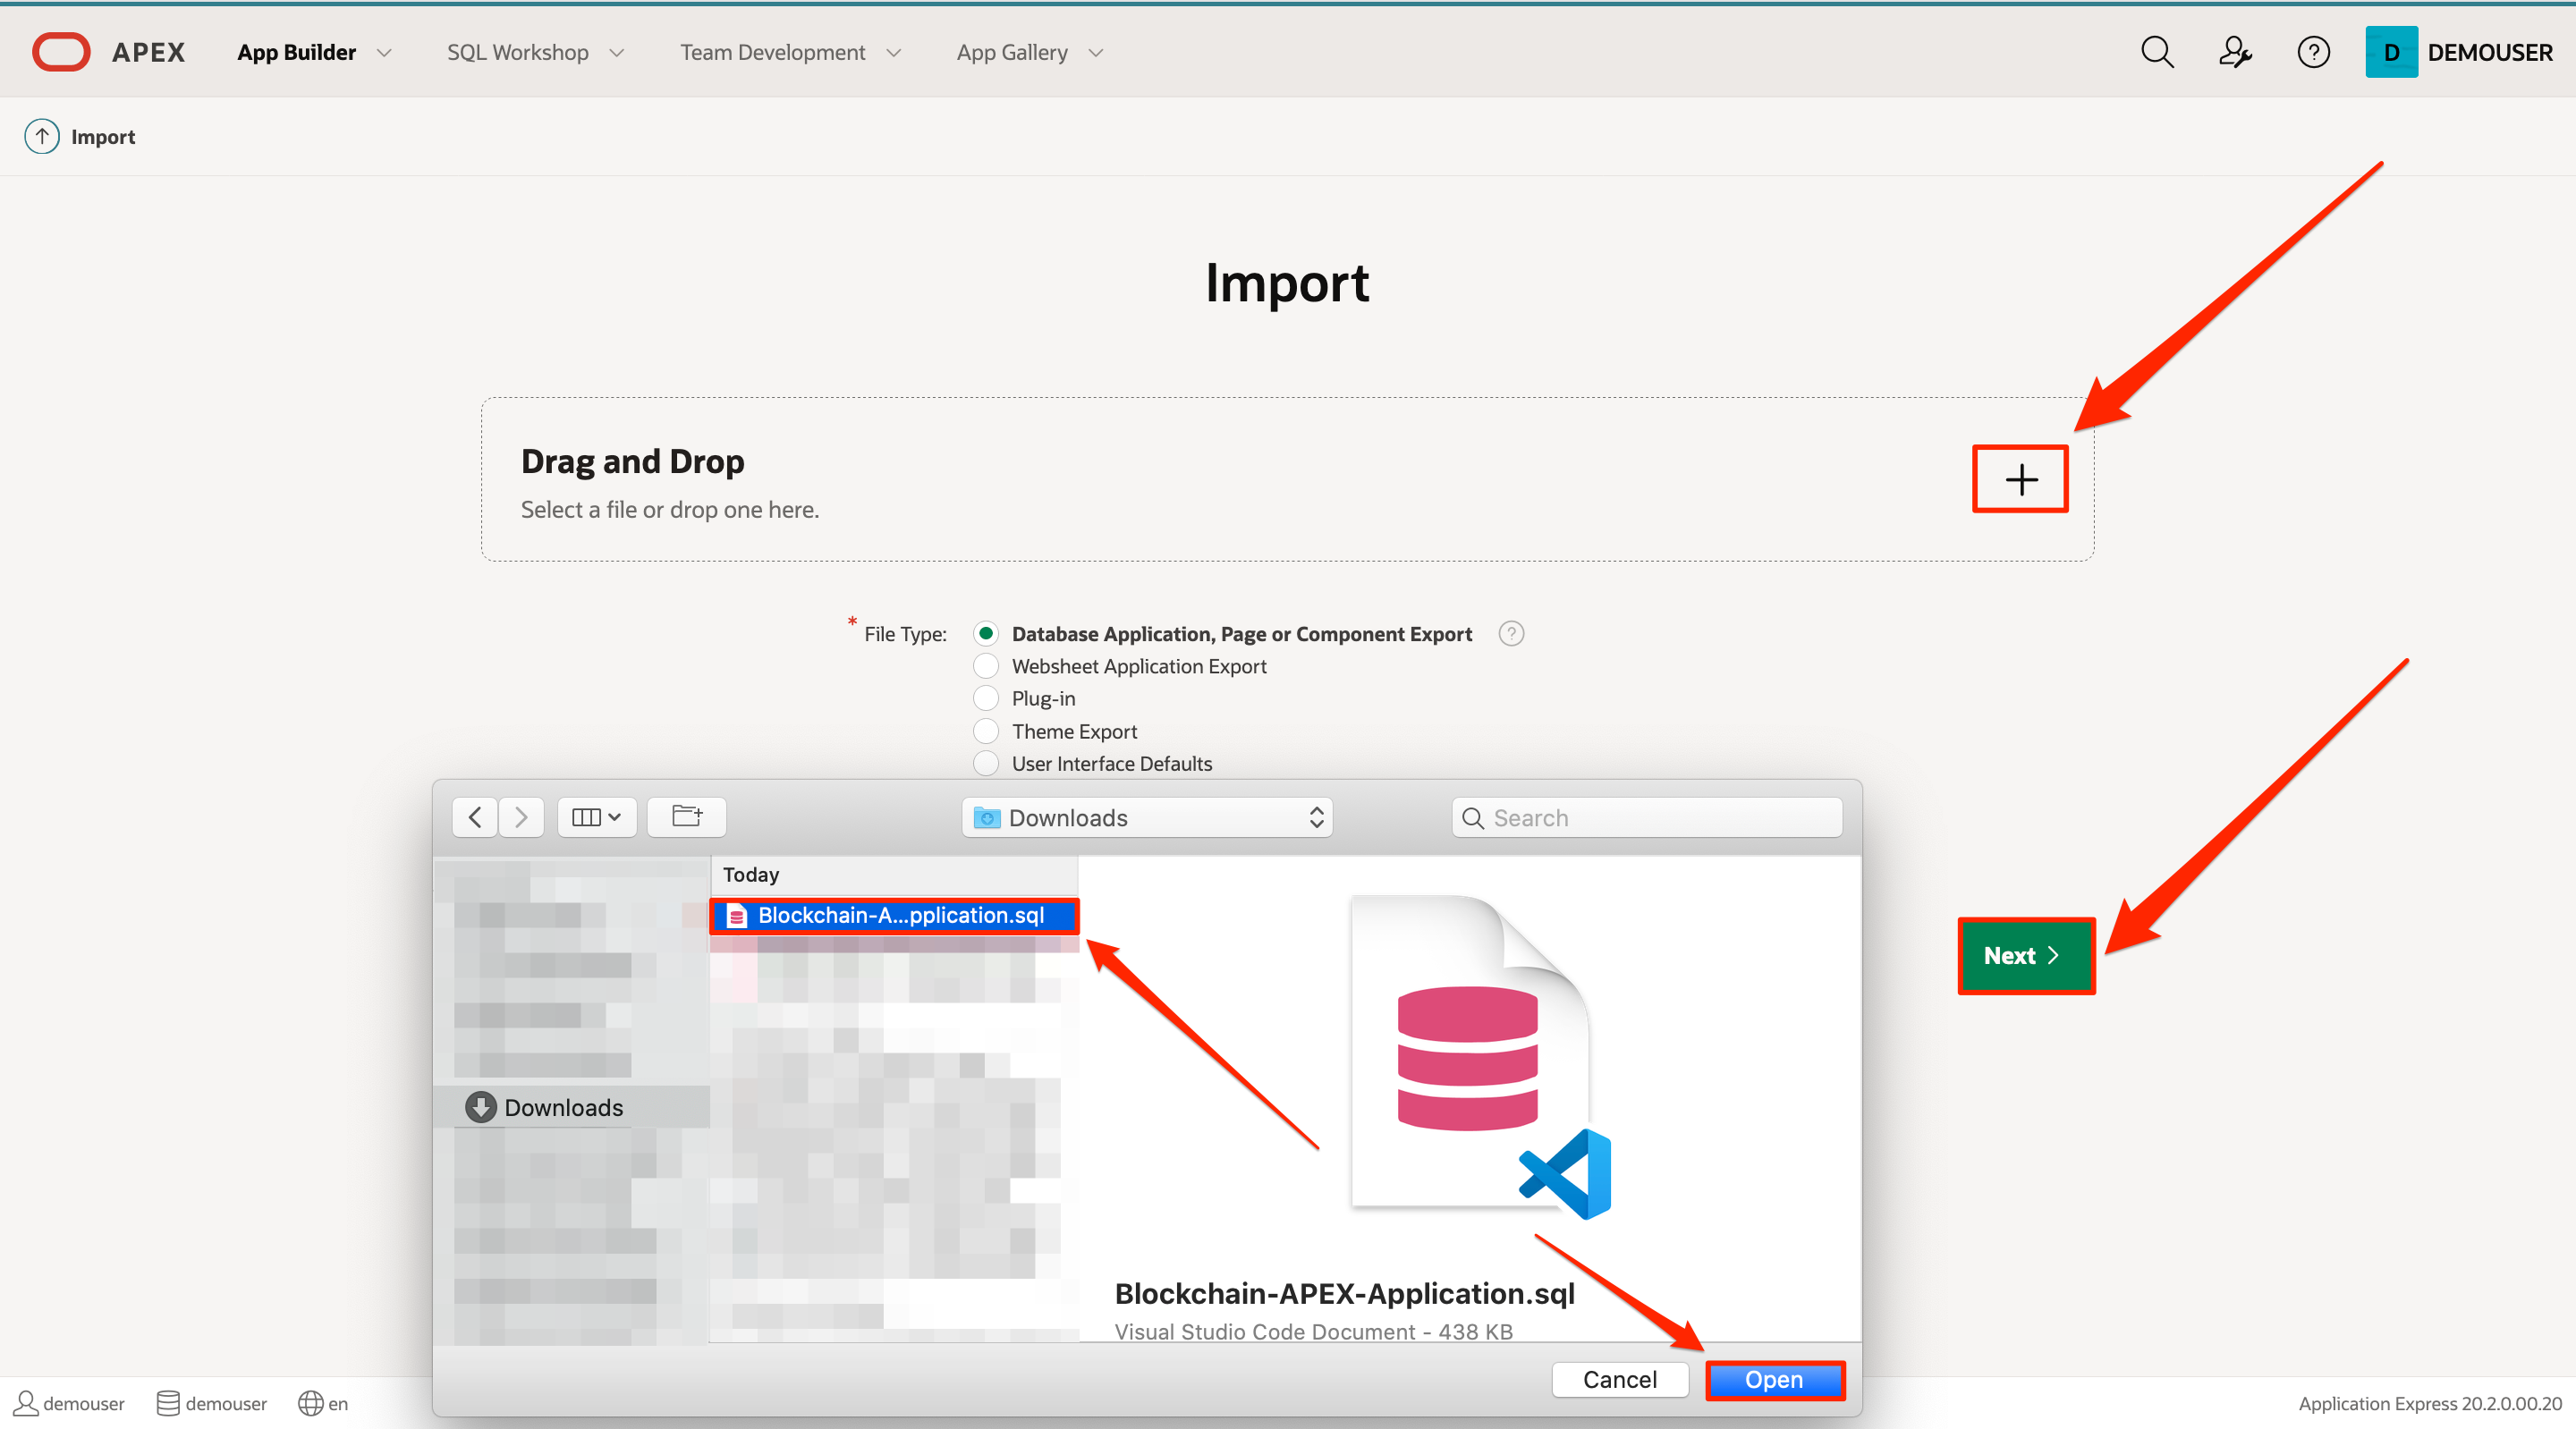 APEX App Builder SQL Workshop Team Development App Gallery D DEMOUSER
Import
Import
Drag and Drop
Select a file or drop one here.
* File Type: Database Application, Page or Component Export ?
Websheet Application Export
Plug-in
Theme Export
User Interface Defaults
Downloads Search
Today
Blockchain-A...pplication.sql
Next
Downloads
Blockchain-APEX-Application.sql
Visual Studio Code Document - 438 KB
Cancel Open
demouser demouser en Application Express 20.2.0.00.20